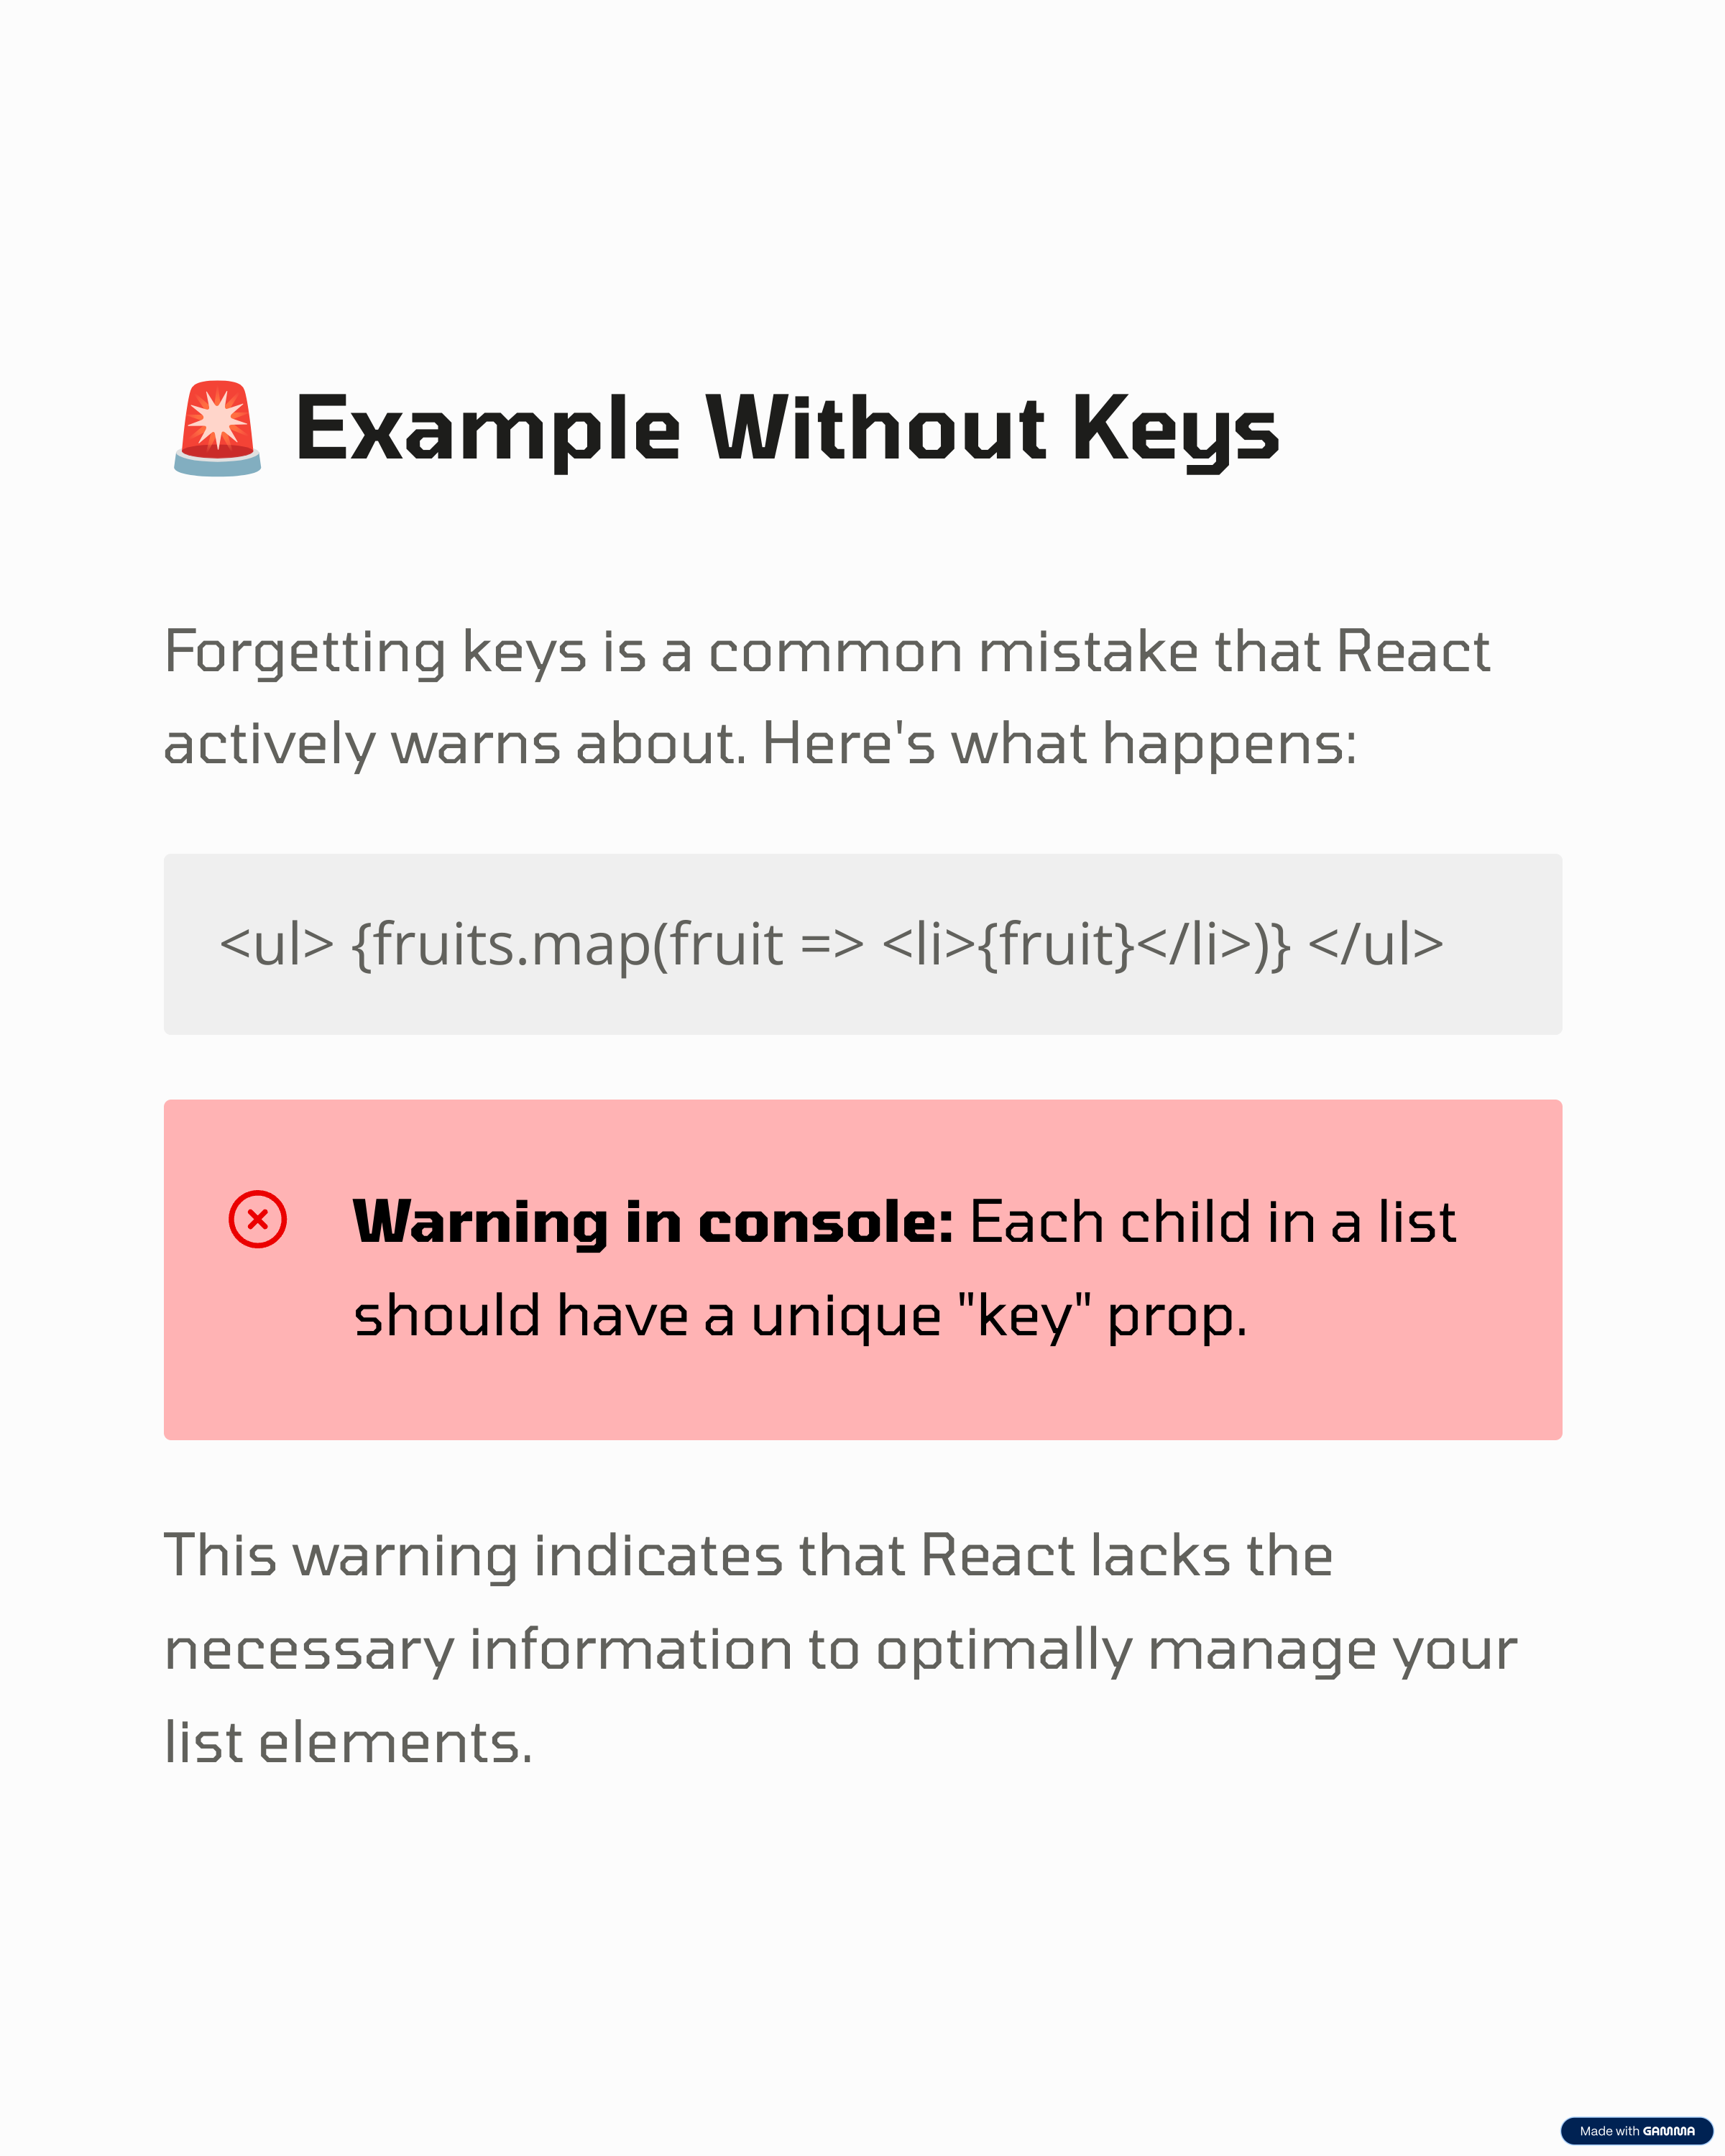 🚨 Example Without Keys
Forgetting keys is a common mistake that React
actively warns about. Here's what happens:
<ul> {fruits.map(fruit => <li>{fruit}</li>)} </ul>
Warning in console: Each child in a list
should have a unique "key" prop.
This warning indicates that React lacks the
necessary information to optimally manage your
list elements.
Made with GAMMA